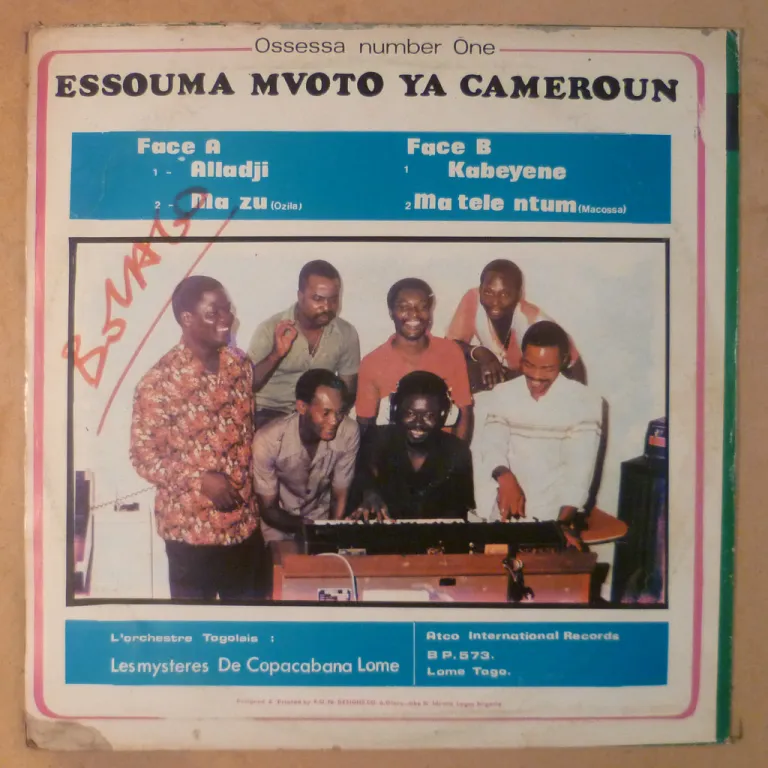 Ossessa number Öne
ESSOUMA MVOTO YA CAMEROUN
Face A
1 - Alladji
2 - Ma zu (Ozila)
Face B
1 Kabeyene
2 Ma tele ntum (Macossa)
L'orchestre Togolais :
Les mysteres De Copacabana Lome
Atco International Records
B P. 573.
Lome Togo.